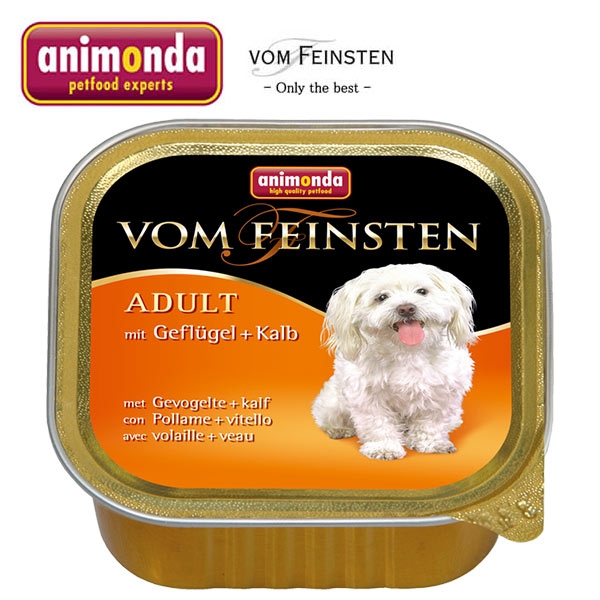 animonda
petfood experts
VOM FEINSTEN
- Only the best -
animonda
high quality petfood
VOM FEINSTEN
ADULT
mit Geflügel + Kalb
met Gevogelte + kalf
con Pollame + vitello
avec volaille + veau